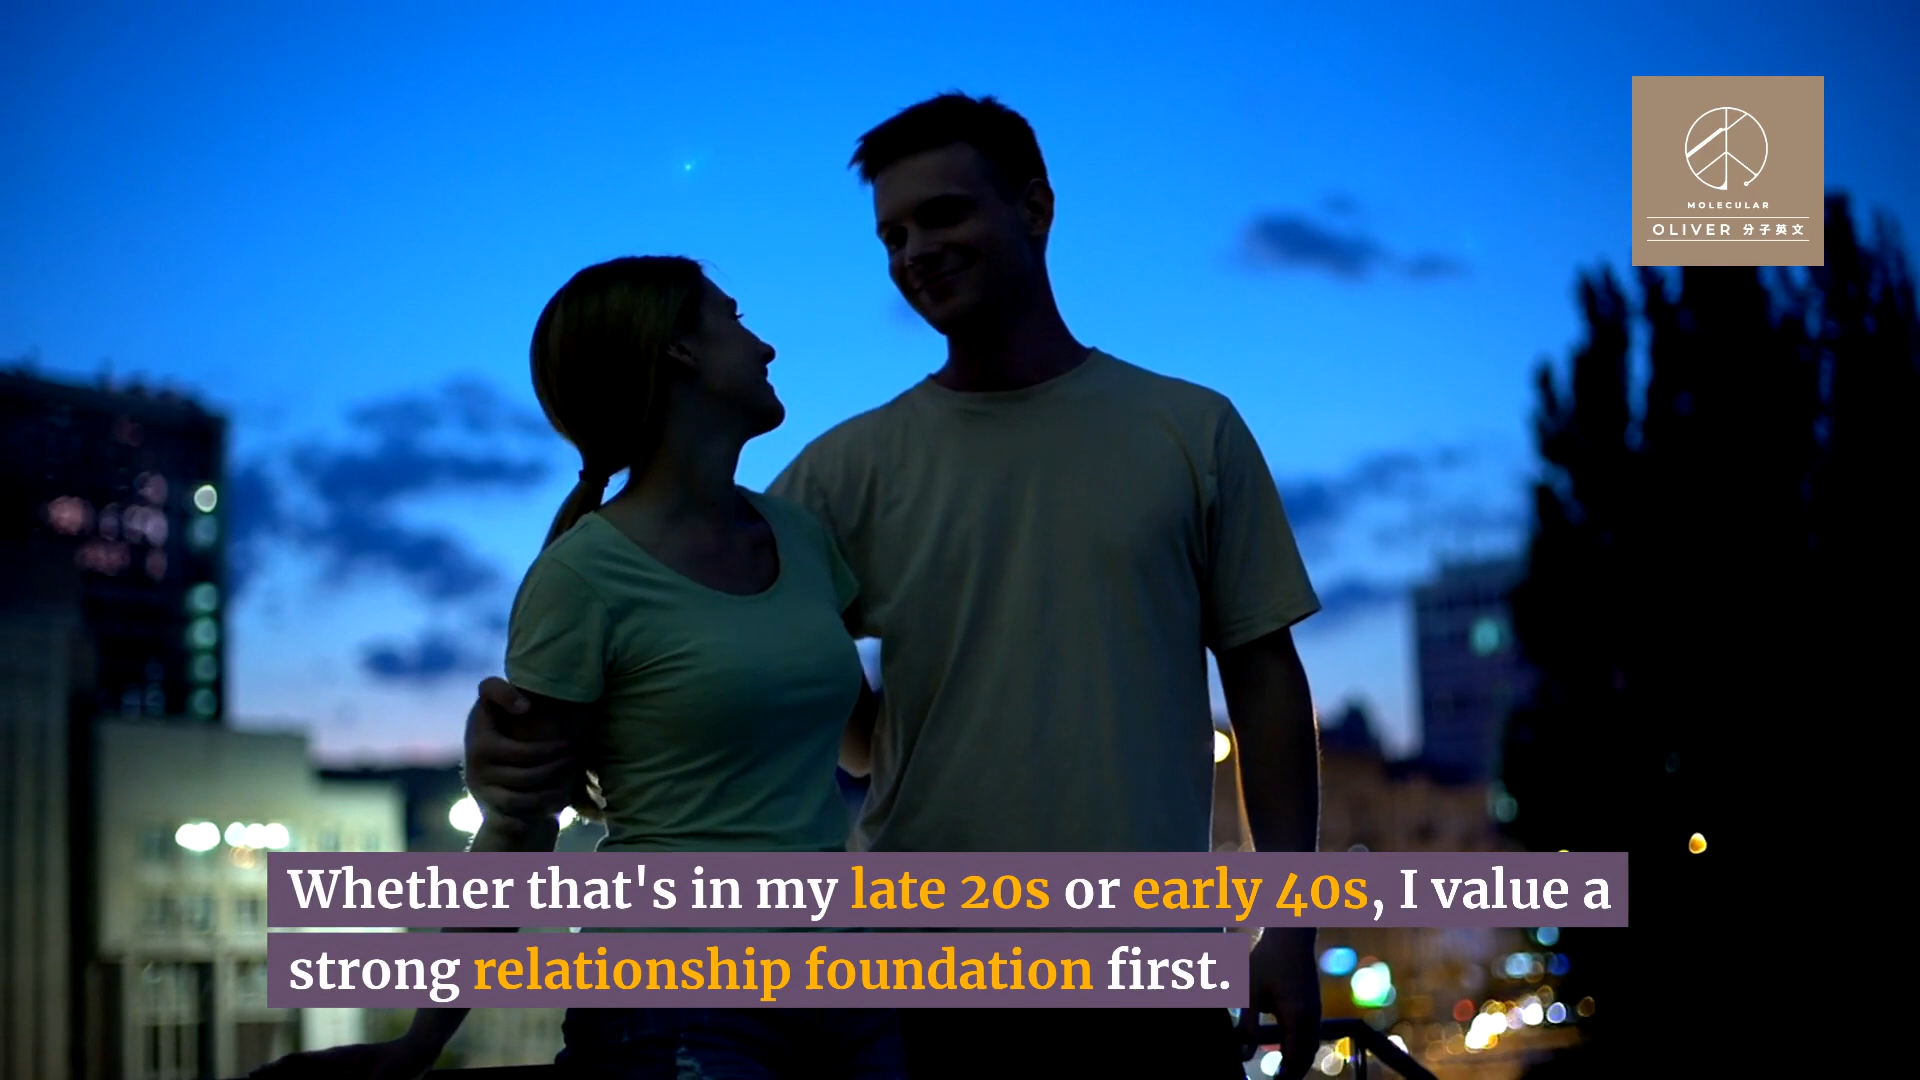 MOLECULAR
OLIVER 分子英文
Whether that's in my late 20s or early 40s, I value a
strong relationship foundation first.